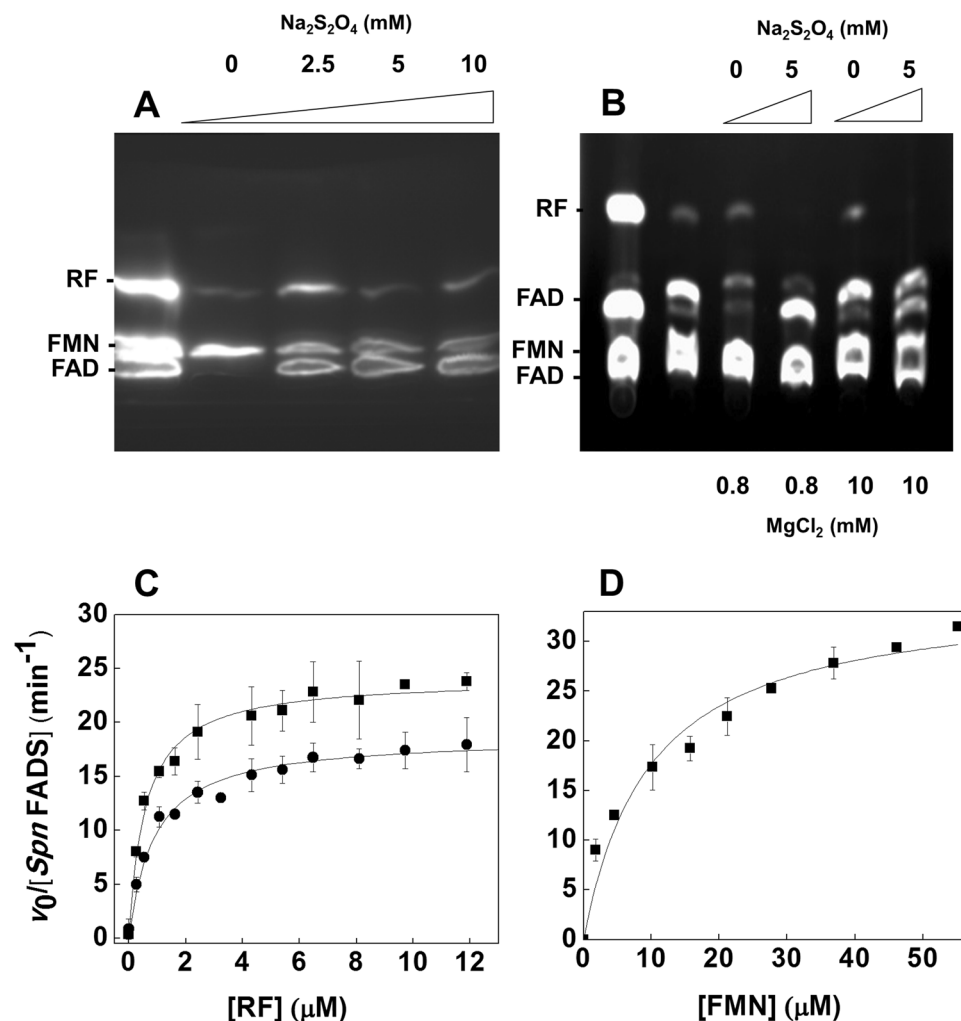 Na₂S₂O₄ (mM)
0 2.5 5 10
A
RF
FMN
FAD
Na₂S₂O₄ (mM)
0 5 0 5
B
RF
FAD
FMN
FAD
0.8 0.8 10 10
MgCl₂ (mM)
C
30
25
20
15
10
5
0
0 2 4 6 8 10 12
[RF] (μM)
v0/[Spn FADS] (min⁻¹)
D
30
25
20
15
10
5
0
0 10 20 30 40 50
[FMN] (μM)